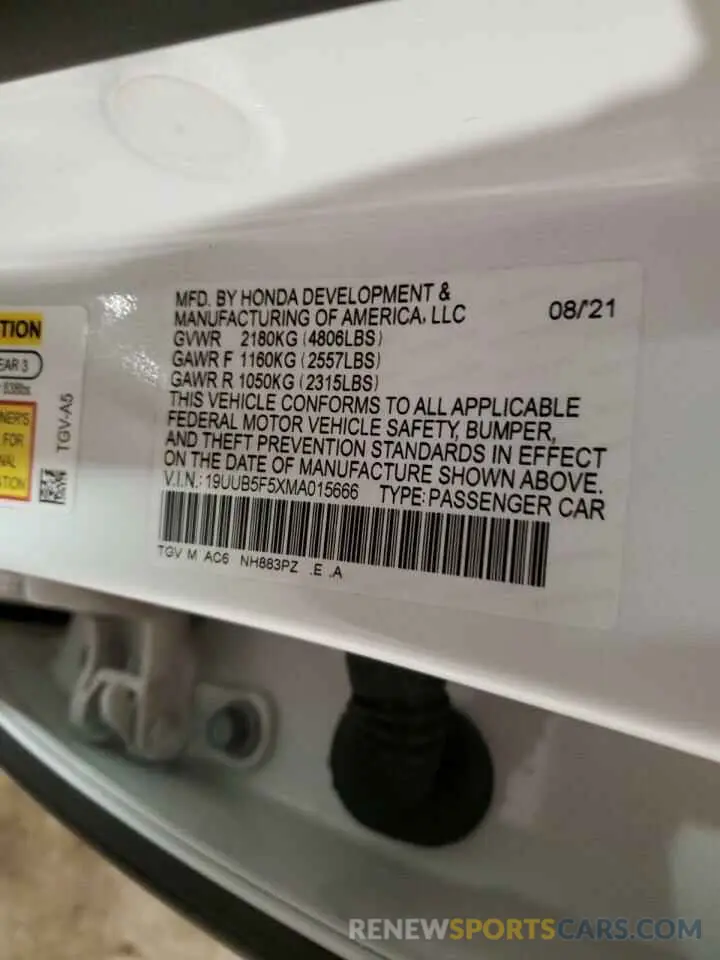 MFD. BY HONDA DEVELOPMENT &
MANUFACTURING OF AMERICA, LLC 08/'21
GVWR 2180KG (4806LBS)
GAWR F 1160KG (2557LBS)
GAWR R 1050KG (2315LBS)
THIS VEHICLE CONFORMS TO ALL APPLICABLE
FEDERAL MOTOR VEHICLE SAFETY, BUMPER,
AND THEFT PREVENTION STANDARDS IN EFFECT
ON THE DATE OF MANUFACTURE SHOWN ABOVE.
V.I.N.: 19UUB5F5XMA015666 TYPE: PASSENGER CAR
TGV M AC6 NH883PZ .E .A
TION
EAR 3
NER'S
FOR
NAL
TION
TGV-A5
RENEWSPORTSCARS.COM